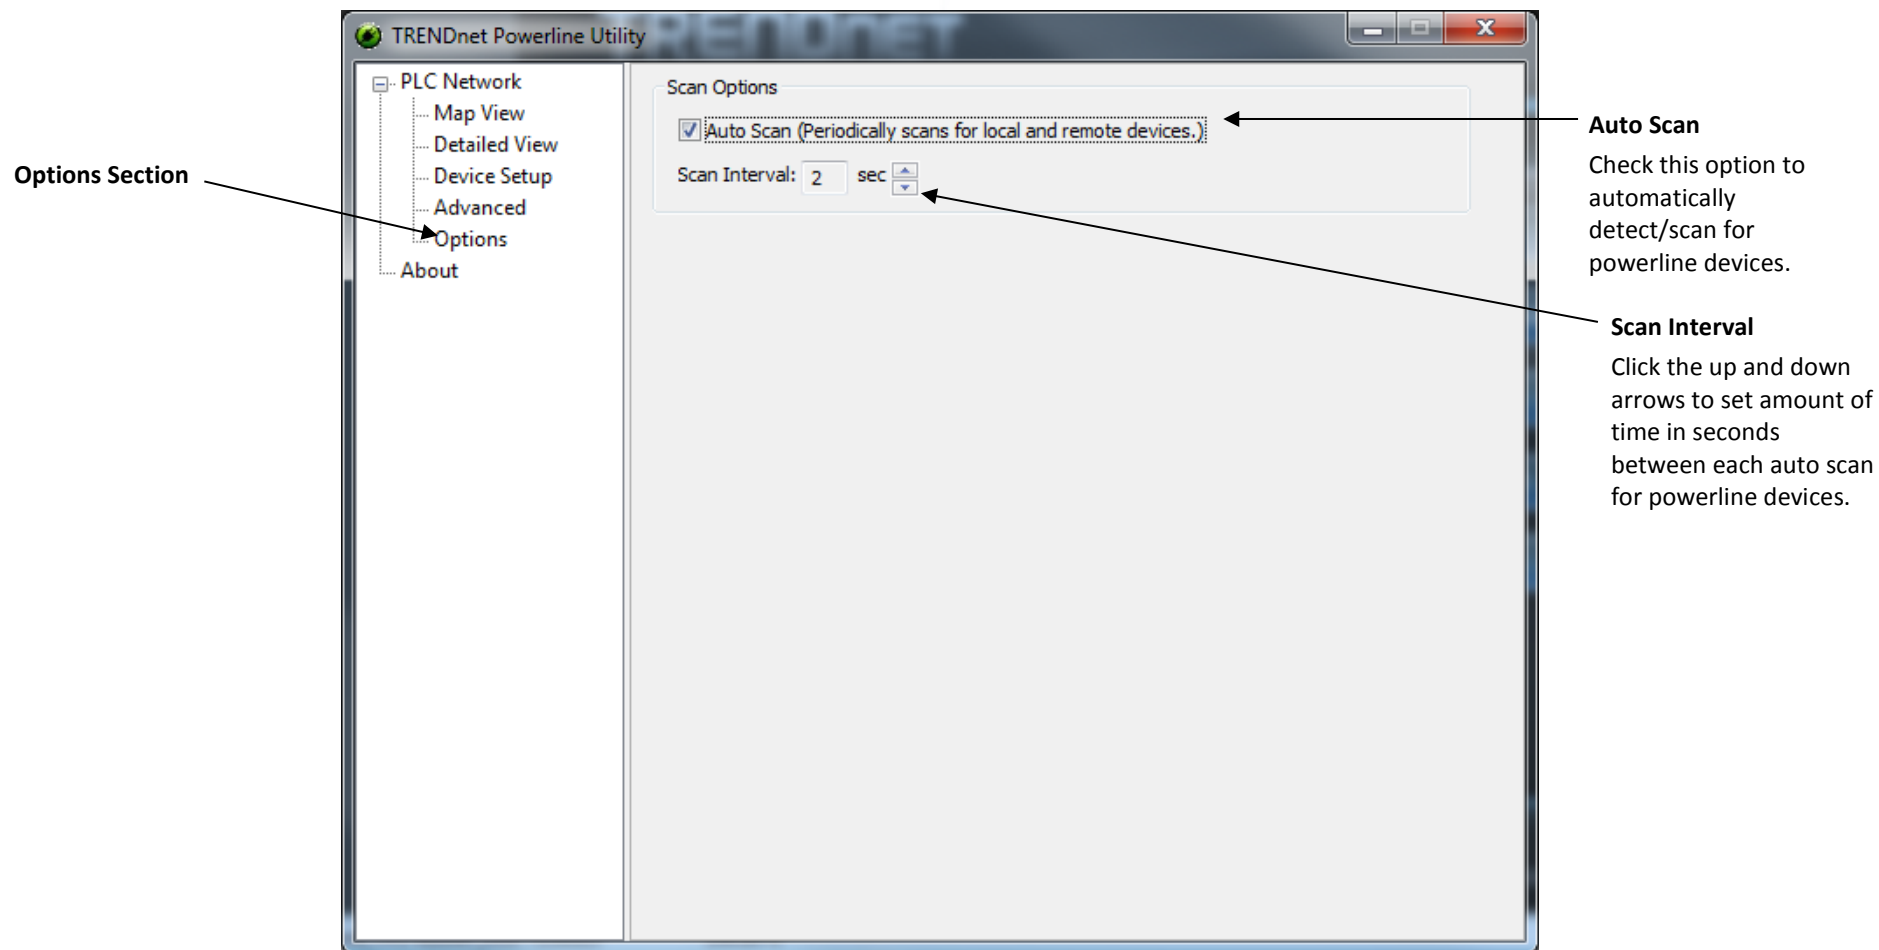 TRENDnet
TRENDnet Powerline Utility
PLC Network
Map View
Detailed View
Device Setup
Advanced
Options
About
Options Section
Scan Options
Auto Scan (Periodically scans for local and remote devices.)
Scan Interval: 2 sec
Auto Scan
Check this option to
automatically
detect/scan for
powerline devices.
Scan Interval
Click the up and down
arrows to set amount of
time in seconds
between each auto scan
for powerline devices.